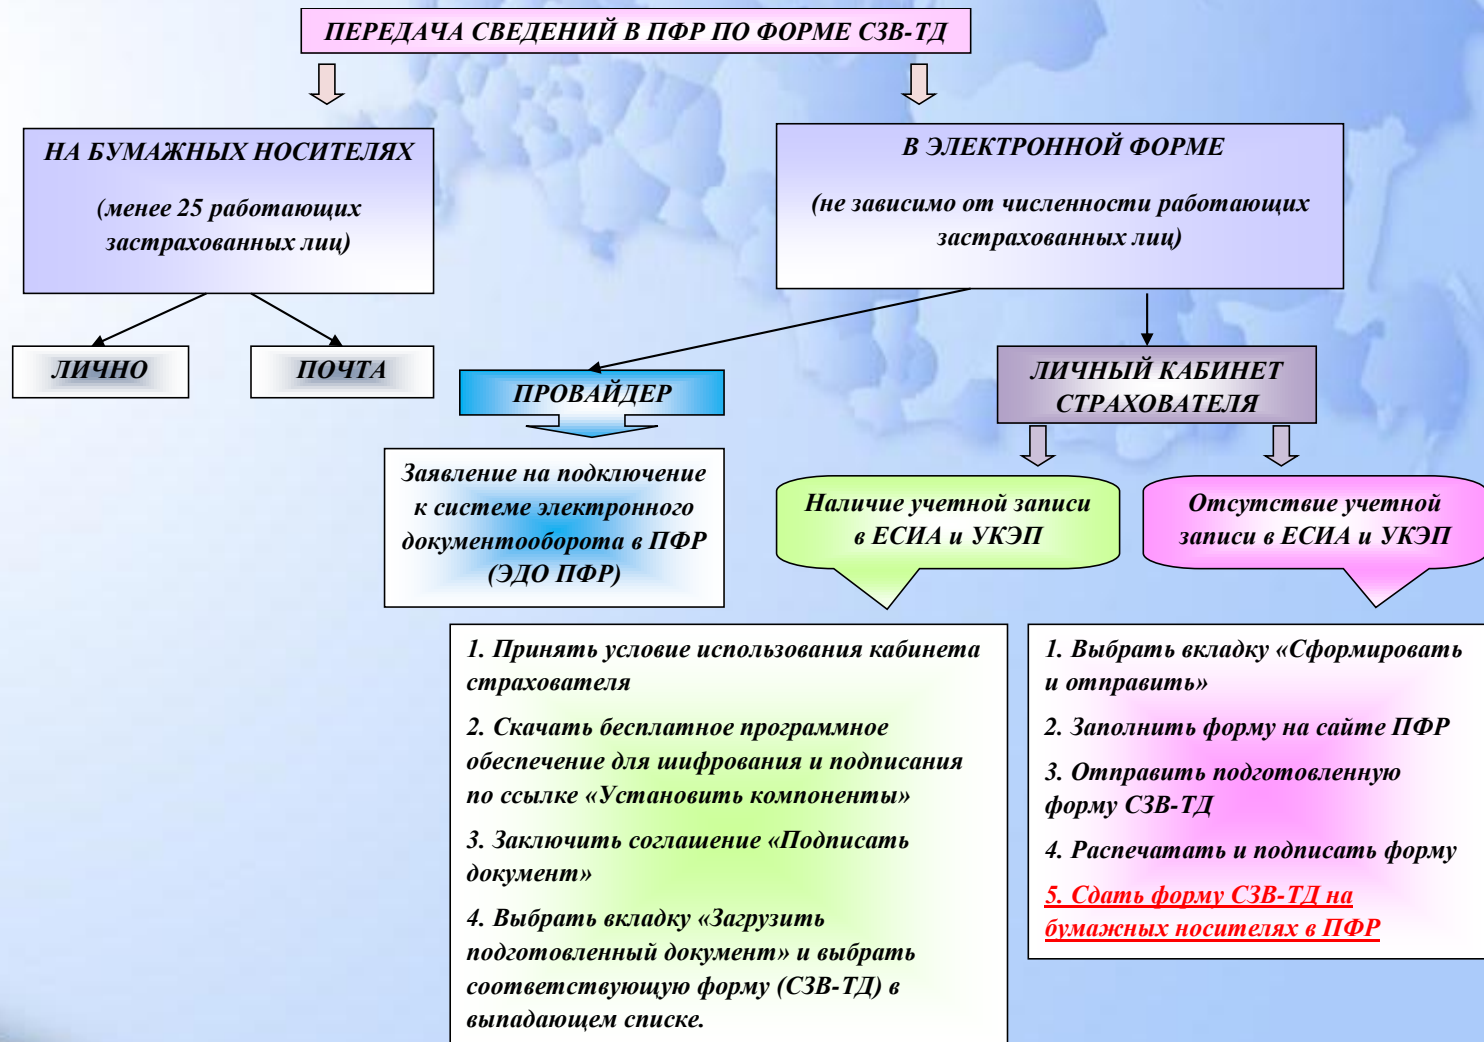 ПЕРЕДАЧА СВЕДЕНИЙ В ПФР ПО ФОРМЕ СЗВ-ТД
НА БУМАЖНЫХ НОСИТЕЛЯХ
(менее 25 работающих
застрахованных лиц)
В ЭЛЕКТРОННОЙ ФОРМЕ
(не зависимо от численности работающих
застрахованных лиц)
ЛИЧНО
ПОЧТА
ПРОВАЙДЕР
ЛИЧНЫЙ КАБИНЕТ
СТРАХОВАТЕЛЯ
Заявление на подключение
к системе электронного
документооборота в ПФР
(ЭДО ПФР)
Наличие учетной записи
в ЕСИА и УКЭП
Отсутствие учетной
записи в ЕСИА и УКЭП
1. Принять условие использования кабинета
страхователя
2. Скачать бесплатное программное
обеспечение для шифрования и подписания
по ссылке «Установить компоненты»
3. Заключить соглашение «Подписать
документ»
4. Выбрать вкладку «Загрузить
подготовленный документ» и выбрать
соответствующую форму (СЗВ-ТД) в
выпадающем списке.
1. Выбрать вкладку «Сформировать
и отправить»
2. Заполнить форму на сайте ПФР
3. Отправить подготовленную
форму СЗВ-ТД
4. Распечатать и подписать форму
5. Сдать форму СЗВ-ТД на
бумажных носителях в ПФР